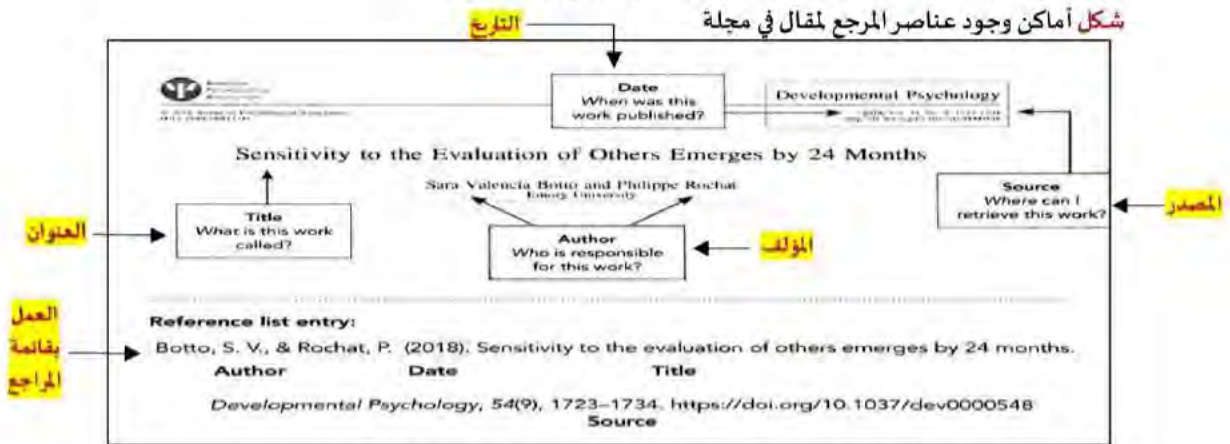 شكل أماكن وجود عناصر المرجع لمقال في مجلة
التاريخ
Date
When was this
work published?
Developmental Psychology
Sensitivity to the Evaluation of Others Emerges by 24 Months
Sara Valencia Botto and Philippe Rochat
Emory University
Source
Where can I
retrieve this work?
المصدر
Title
What is this work
called?
العنوان
Author
Who is responsible
for this work?
المؤلف
Reference list entry:
العمل
بقائمة
المراجع
Botto, S. V., & Rochat, P. (2018). Sensitivity to the evaluation of others emerges by 24 months.
Author Date Title
Developmental Psychology, 54(9), 1723–1734. https://doi.org/10.1037/dev0000548
Source